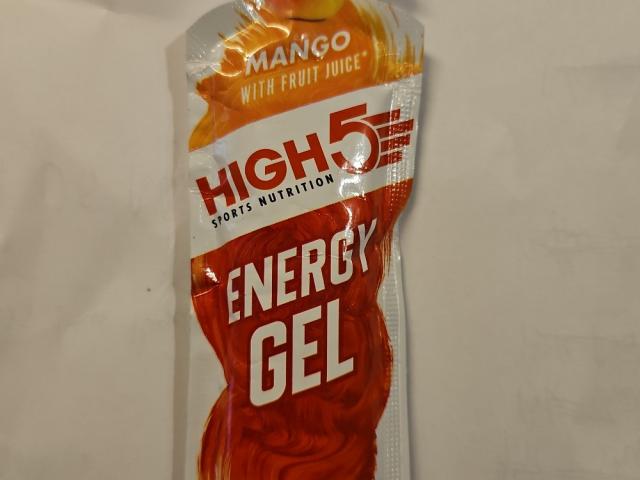 MANGO
WITH FRUIT JUICE*
HIGH5
SPORTS NUTRITION
ENERGY
GEL